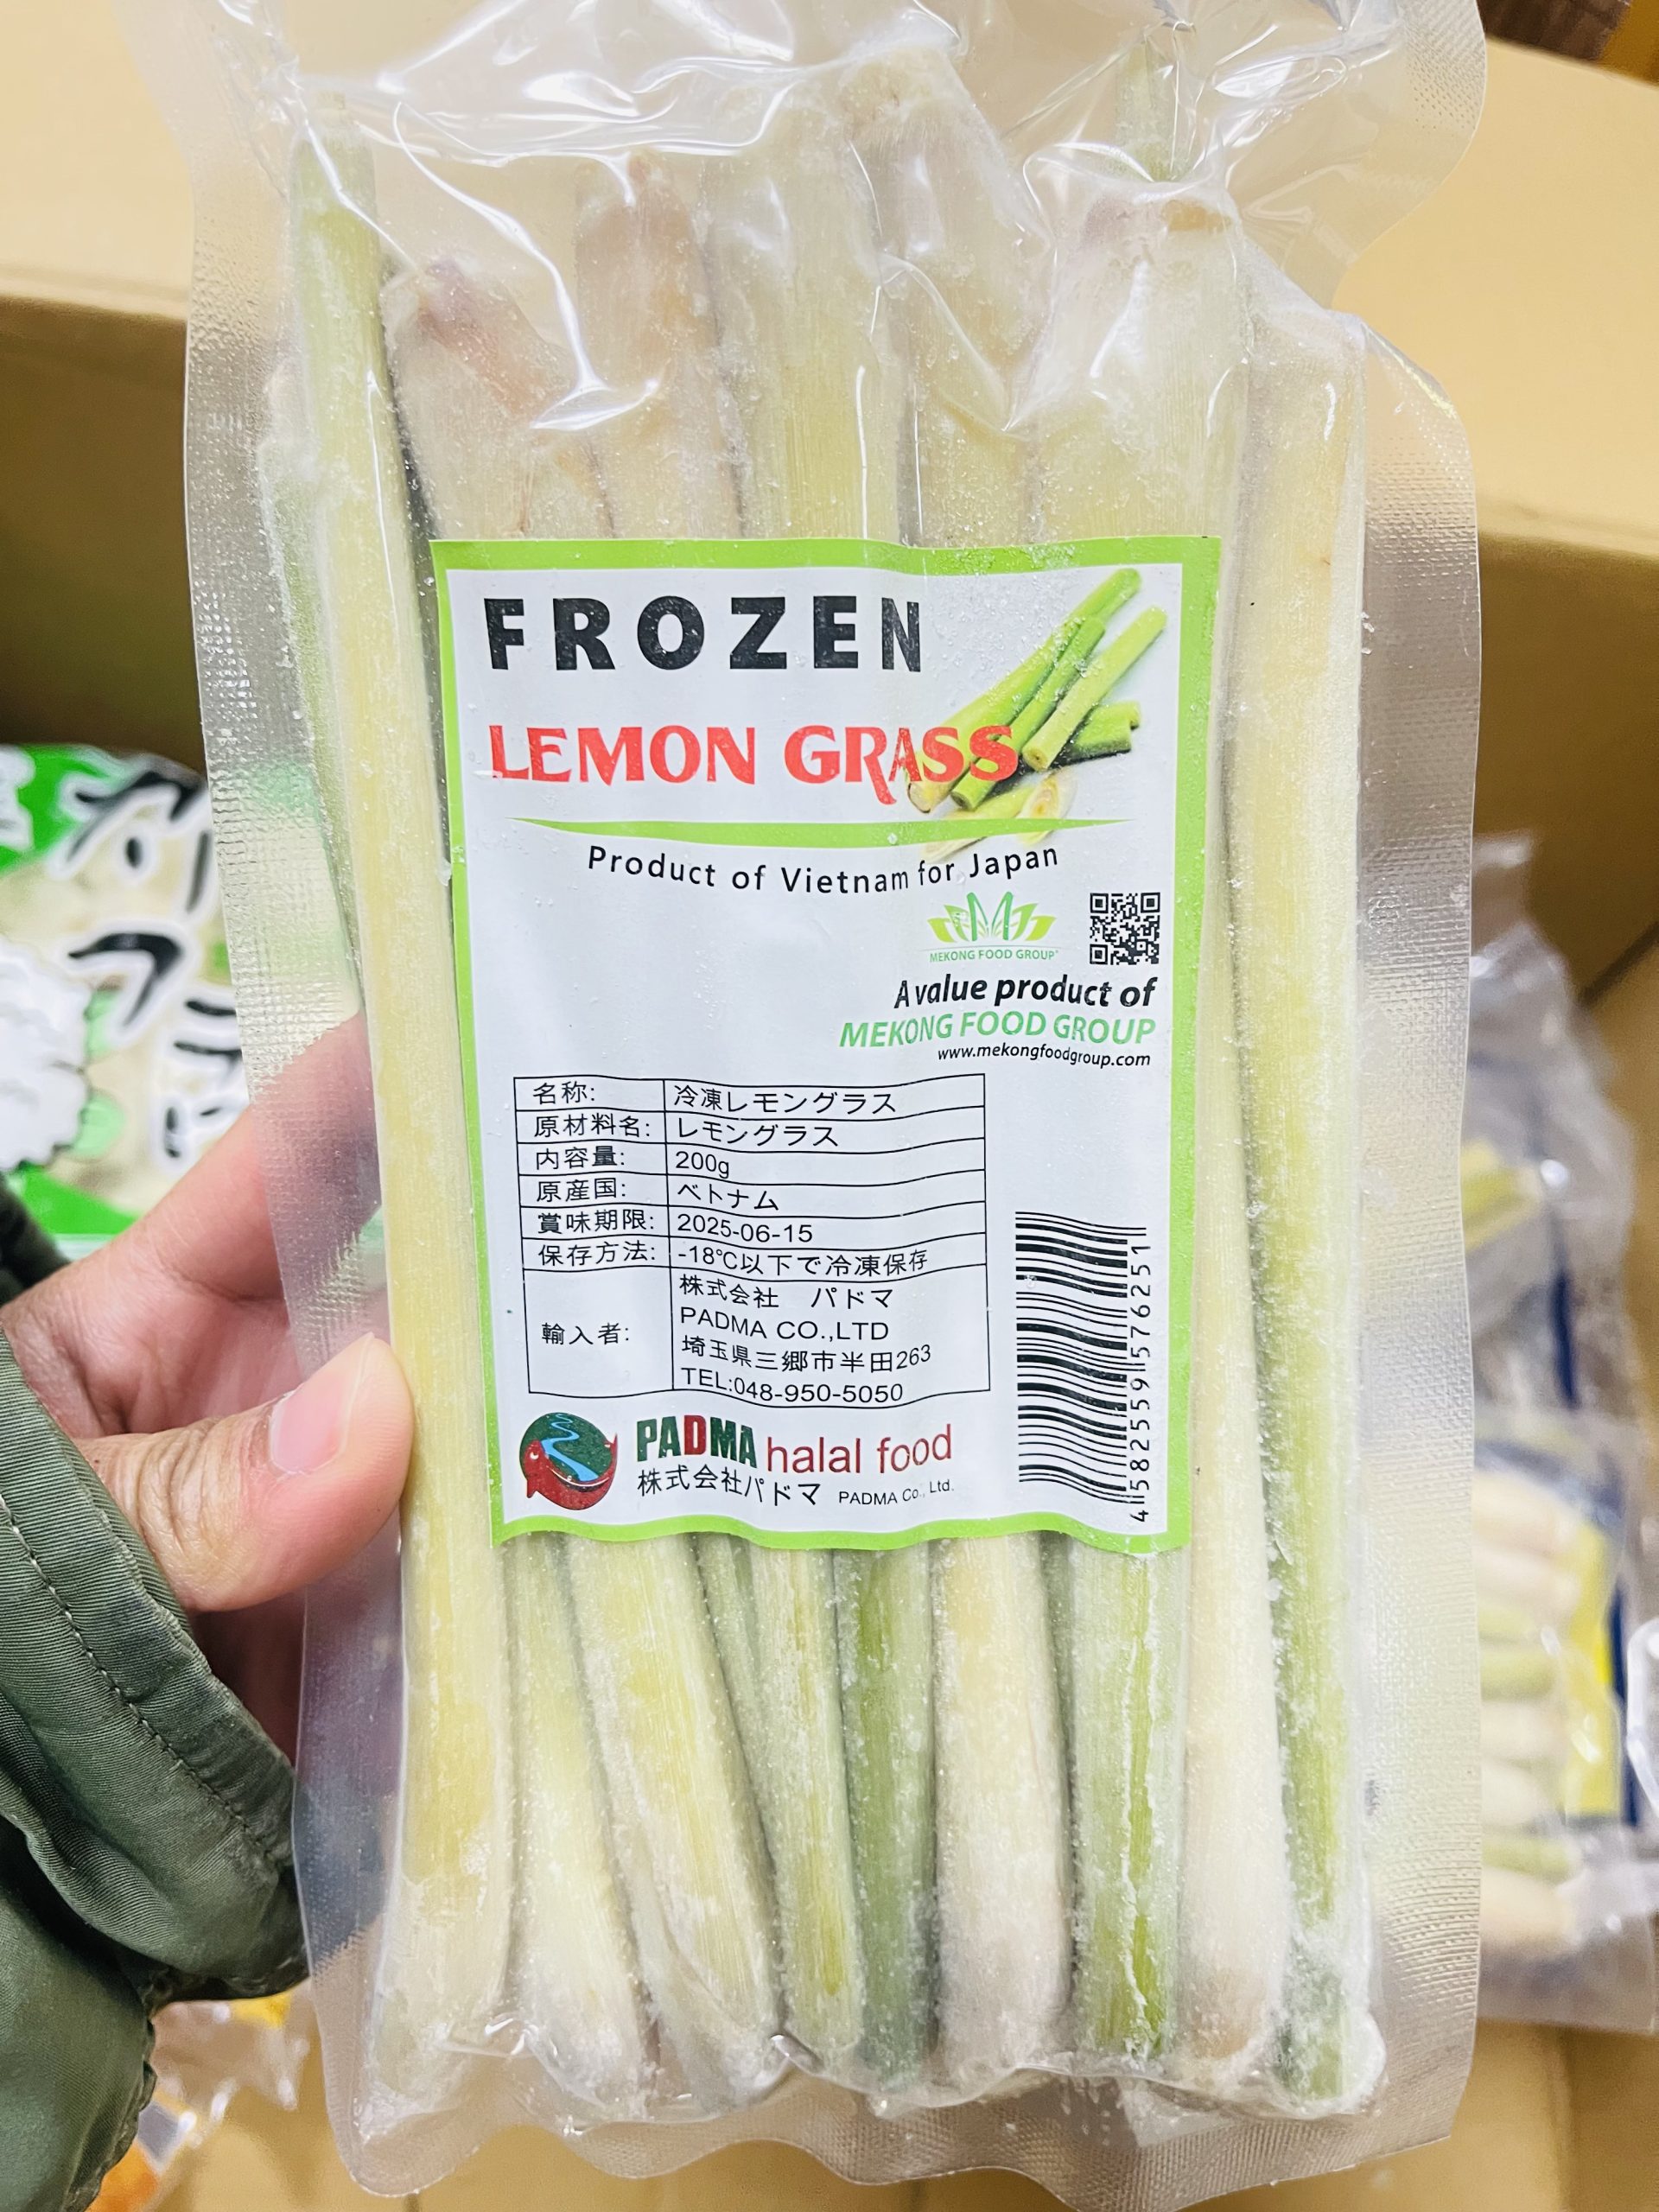 FROZEN
LEMON GRASS
Product of Vietnam for Japan
MEKONG FOOD GROUP
A value product of
MEKONG FOOD GROUP
www.mekongfoodgroup.com
名称: 冷凍レモングラス
原材料名: レモングラス
内容量: 200g
原産国: ベトナム
賞味期限: 2025-06-15
保存方法: -18℃以下で冷凍保存
輸入者: 株式会社 パドマ
PADMA CO.,LTD
埼玉県三郷市半田263
TEL:048-950-5050
PADMA halal food
株式会社パドマ PADMA Co., Ltd.
4582559576251